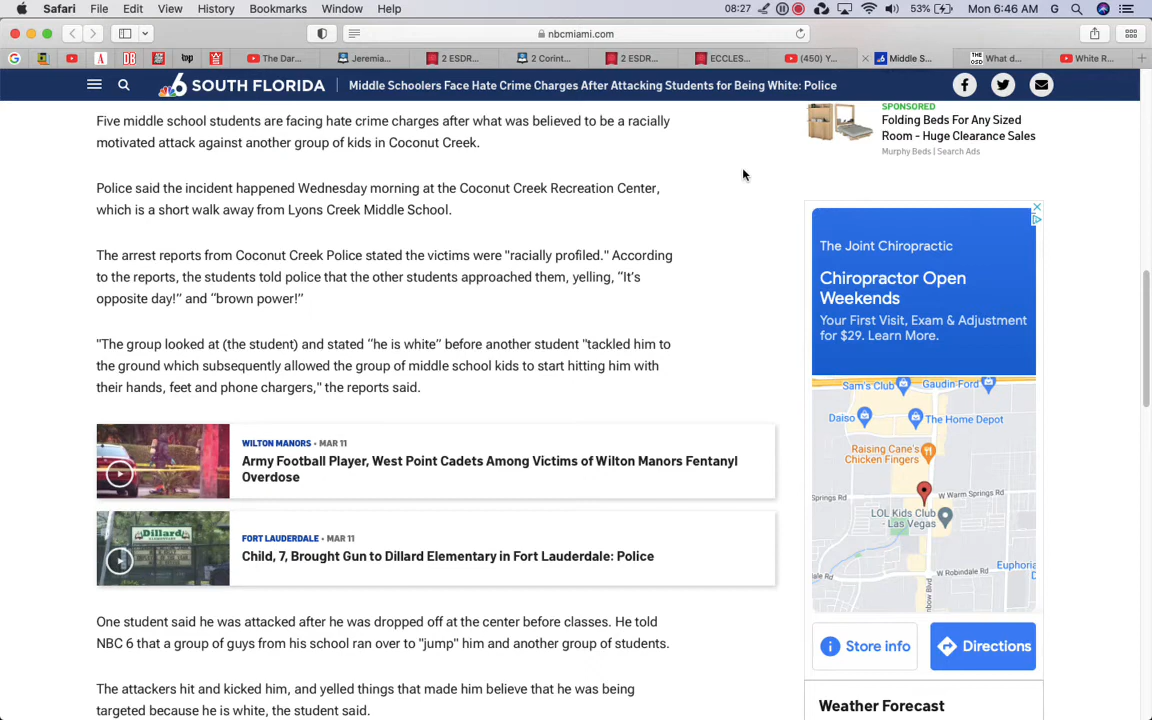 Safari File Edit View History Bookmarks Window Help 08:27 53% Mon 6:46 AM G
nbcmiami.com
The Dar... Jeremia... 2 ESDR... 2 Corint... 2 ESDR... ECCLES... (450) Y... Middle S... What d... White R...
6 SOUTH FLORIDA Middle Schoolers Face Hate Crime Charges After Attacking Students for Being White: Police
Five middle school students are facing hate crime charges after what was believed to be a racially
motivated attack against another group of kids in Coconut Creek.
Police said the incident happened Wednesday morning at the Coconut Creek Recreation Center,
which is a short walk away from Lyons Creek Middle School.
The arrest reports from Coconut Creek Police stated the victims were "racially profiled." According
to the reports, the students told police that the other students approached them, yelling, “It’s
opposite day!” and “brown power!”
"The group looked at (the student) and stated “he is white” before another student "tackled him to
the ground which subsequently allowed the group of middle school kids to start hitting him with
their hands, feet and phone chargers," the reports said.
WILTON MANORS • MAR 11
Army Football Player, West Point Cadets Among Victims of Wilton Manors Fentanyl
Overdose
Dillard
FORT LAUDERDALE • MAR 11
Child, 7, Brought Gun to Dillard Elementary in Fort Lauderdale: Police
One student said he was attacked after he was dropped off at the center before classes. He told
NBC 6 that a group of guys from his school ran over to "jump" him and another group of students.
The attackers hit and kicked him, and yelled things that made him believe that he was being
targeted because he is white, the student said.
SPONSORED
Folding Beds For Any Sized
Room - Huge Clearance Sales
Murphy Beds | Search Ads
The Joint Chiropractic
Chiropractor Open
Weekends
Your First Visit, Exam & Adjustment
for $29. Learn More.
Sam's Club Gaudin Ford
Daiso The Home Depot
Raising Cane's
Chicken Fingers
Springs Rd W Warm Springs Rd
LOL Kids Club
- Las Vegas
Euphoria
W Robindale Rd
Store info Directions
Weather Forecast